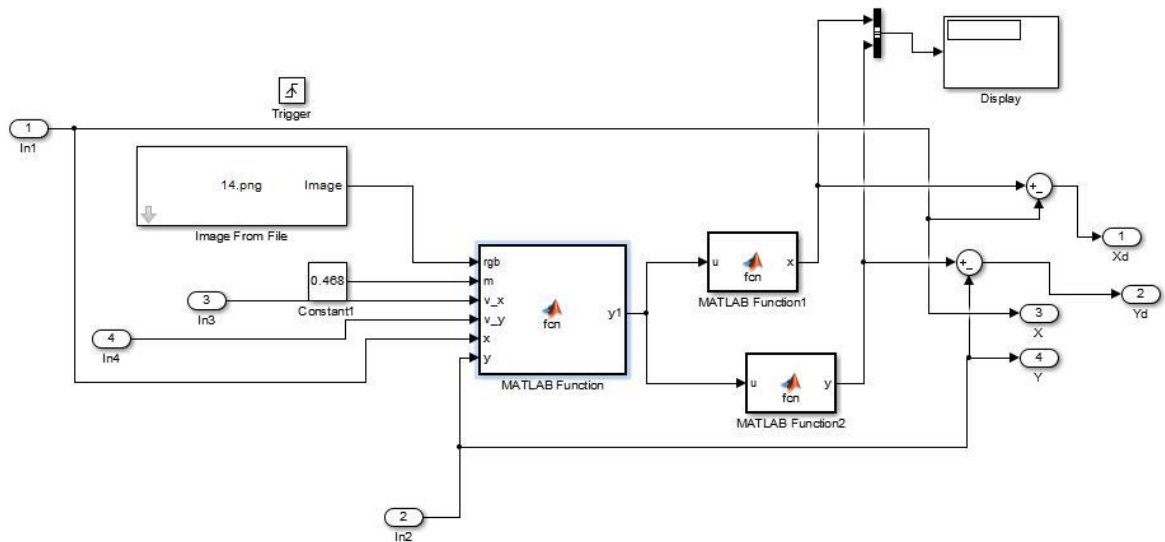 Display
Trigger
1
In1
14.png
Image
Image From File
+
−
1
Xd
rgb
m
v_x
v_y
x
y
fcn
y1
MATLAB Function
0.468
Constant1
3
In3
4
In4
u
fcn
x
MATLAB Function1
+
−
2
Yd
3
X
4
Y
u
fcn
y
MATLAB Function2
2
In2